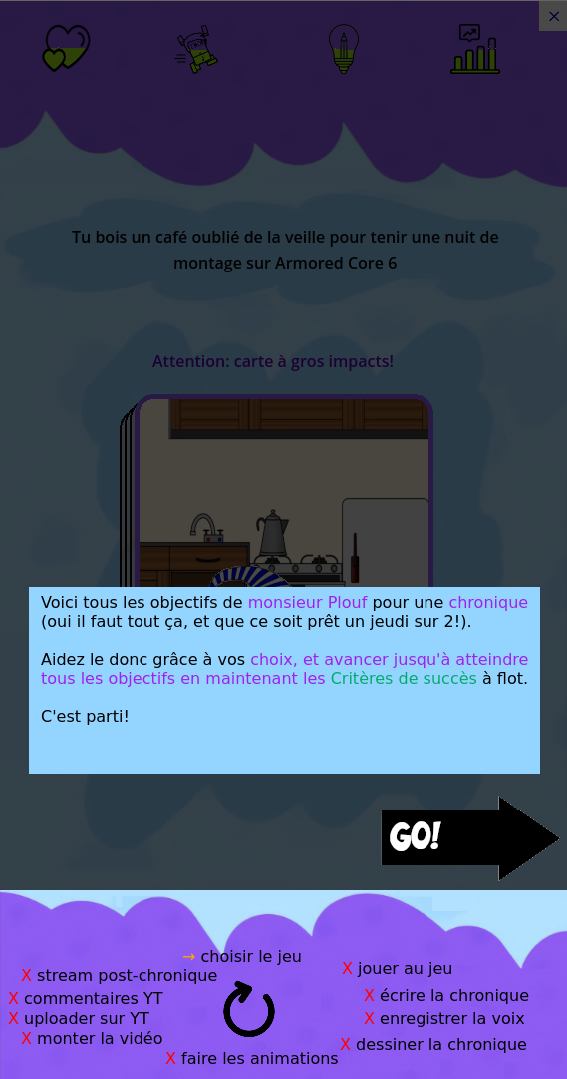 ×
Tu bois un café oublié de la veille pour tenir une nuit de
montage sur Armored Core 6
Attention: carte à gros impacts!
Voici tous les objectifs de monsieur Plouf pour une chronique
(oui il faut tout ça, et que ce soit prêt un jeudi sur 2!).
Aidez le donc grâce à vos choix, et avancer jusqu'à atteindre
tous les objectifs en maintenant les Critères de succès à flot.
C'est parti!
GO!
→ choisir le jeu
X jouer au jeu
X écrire la chronique
X enregistrer la voix
X dessiner la chronique
X faire les animations
X monter la vidéo
X uploader sur YT
X commentaires YT
X stream post-chronique